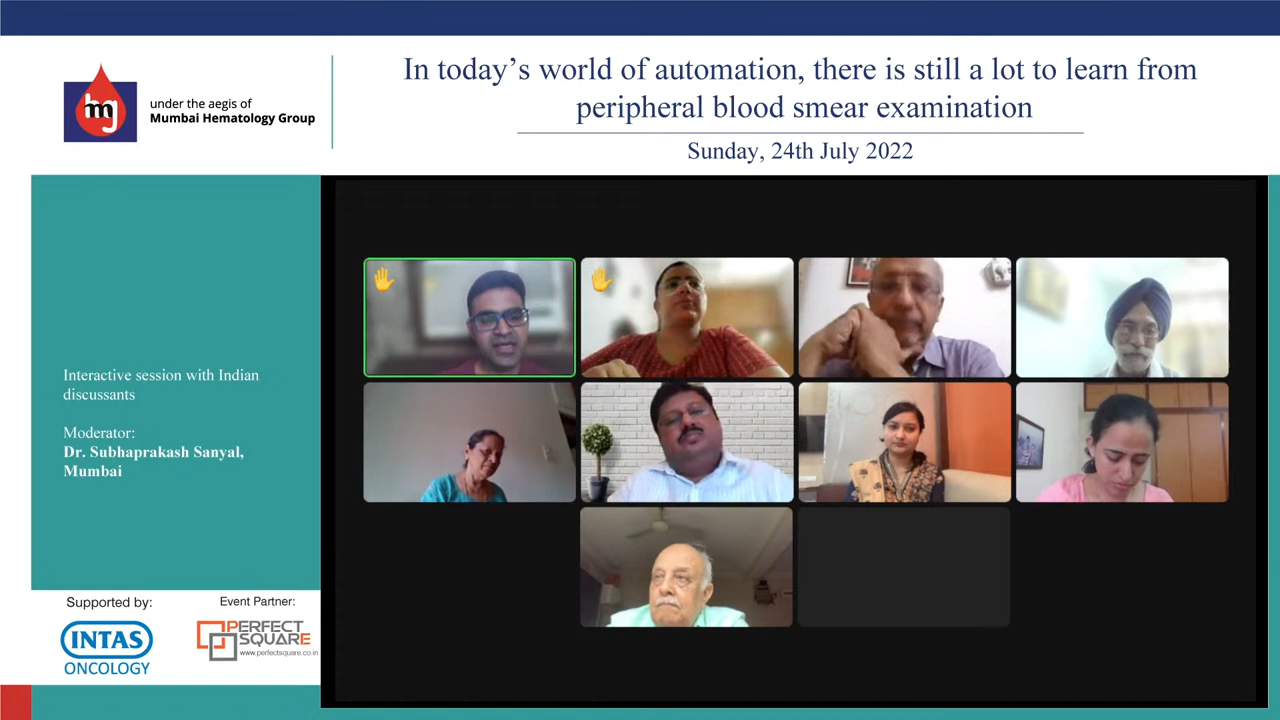 In today's world of automation, there is still a lot to learn from
peripheral blood smear examination
Sunday, 24th July 2022
hmg
under the aegis of
Mumbai Hematology Group
Interactive session with Indian
discussants
Moderator:
Dr. Subhaprakash Sanyal,
Mumbai
Supported by:
INTAS
ONCOLOGY
Event Partner:
PERFECT
SQUARE
www.perfectsquare.co.in